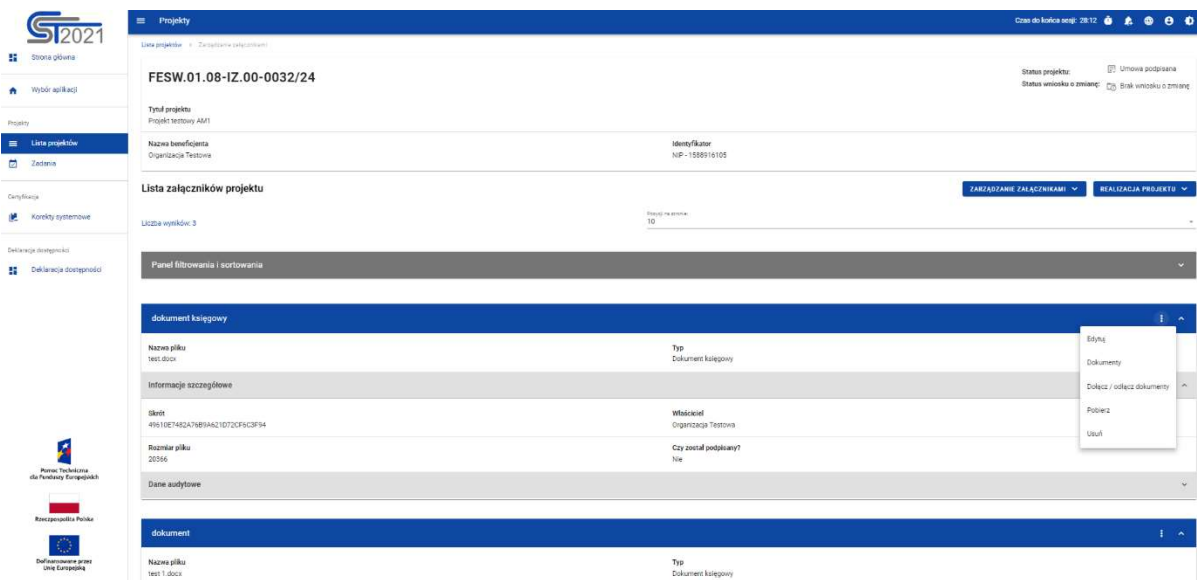 CST2021
Projekty
Czas do końca sesji: 28:12
Strona główna
Wybór aplikacji
Projekty
Lista projektów
Zadania
Certyfikacja
Korekty systemowe
Deklaracje dostępności
Deklaracja dostępności
Pomoc Techniczna
dla Funduszy Europejskich
Rzeczpospolita Polska
Dofinansowane przez
Unię Europejską
Lista projektów > Zarządzanie załącznikami
FESW.01.08-IZ.00-0032/24
Status projektu: Umowa podpisana
Status wniosku o zmianę: Brak wniosku o zmianę
Tytuł projektu
Projekt testowy AM1
Nazwa beneficjenta Identyfikator
Organizacja Testowa NIP - 1588916105
Lista załączników projektu ZARZĄDZANIE ZAŁĄCZNIKAMI REALIZACJA PROJEKTU
Liczba wyników: 3
Pozycji na stronie:
10
Panel filtrowania i sortowania
dokument księgowy
Nazwa pliku Typ
test.docx Dokument księgowy
Edytuj
Dokumenty
Dołącz / odłącz dokumenty
Pobierz
Usuń
Informacje szczegółowe
Skrót Właściciel
49610E7482A76B9A621D72CF6C3F94 Organizacja Testowa
Rozmiar pliku Czy został podpisany?
20366 Nie
Dane audytowe
dokument
Nazwa pliku Typ
test 1.docx Dokument księgowy